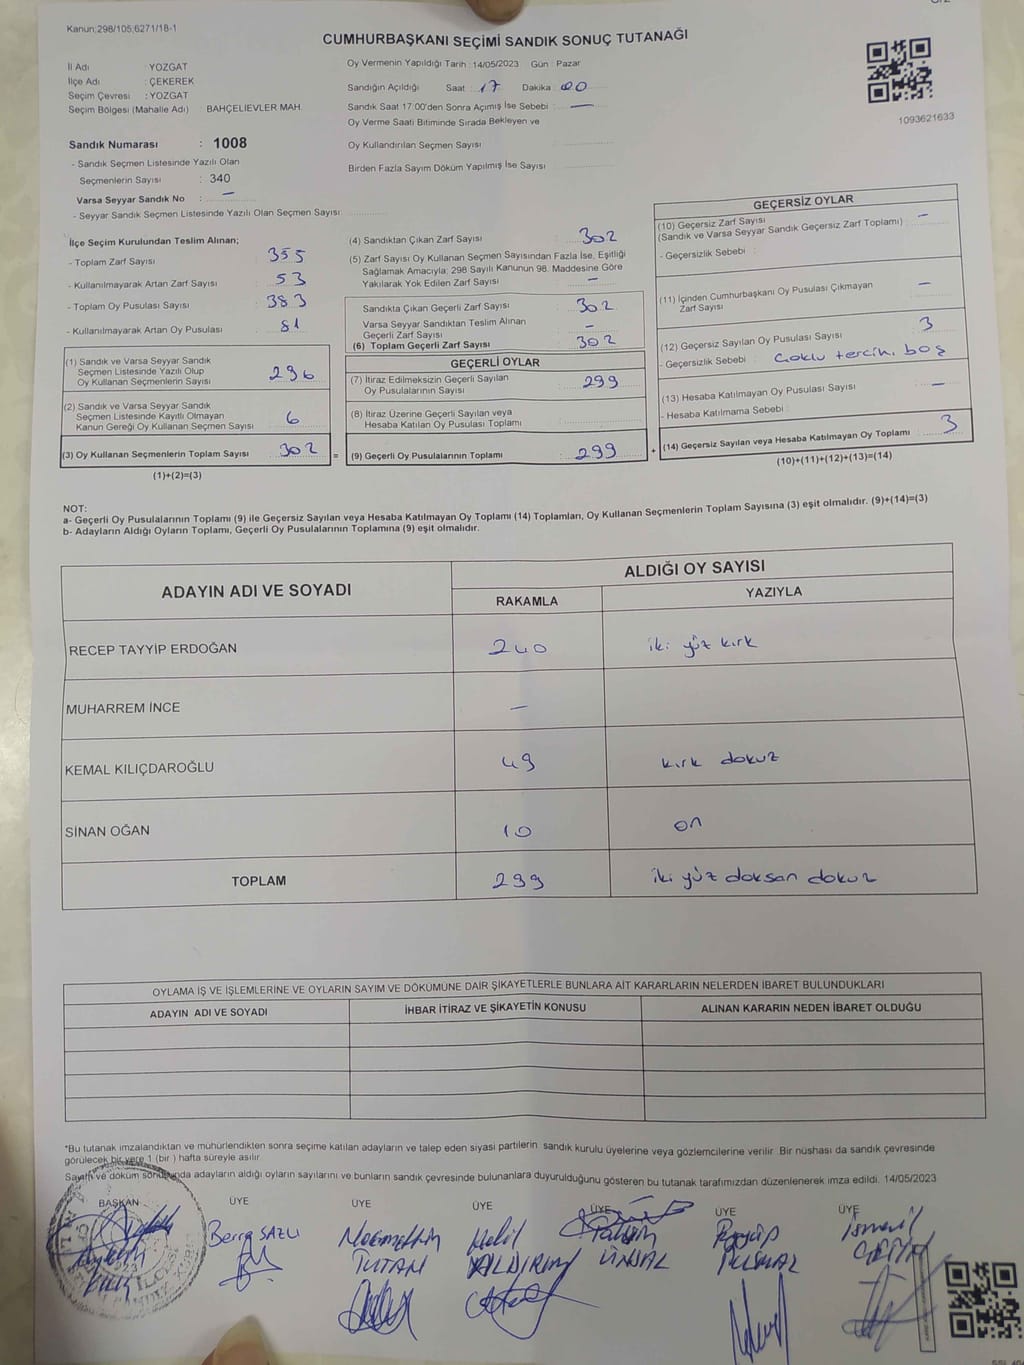 Kanun:298/105;6271/18-1
CUMHURBAŞKANI SEÇİMİ SANDIK SONUÇ TUTANAĞI
İl Adı : YOZGAT
İlçe Adı : ÇEKEREK
Seçim Çevresi : YOZGAT
Seçim Bölgesi (Mahalle Adı) BAHÇELİEVLER MAH.
Oy Vermenin Yapıldığı Tarih : 14/05/2023 Gün : Pazar
Sandığın Açıldığı Saat : 17 Dakika : 00
Sandık Saat 17:00'den Sonra Açımış İse Sebebi : —
Oy Verme Saati Bitiminde Sırada Bekleyen ve
Oy Kullandırılan Seçmen Sayısı
Birden Fazla Sayım Döküm Yapılmış İse Sayısı
1093621633
Sandık Numarası : 1008
- Sandık Seçmen Listesinde Yazılı Olan
Seçmenlerin Sayısı : 340
Varsa Seyyar Sandık No : —
- Seyyar Sandık Seçmen Listesinde Yazılı Olan Seçmen Sayısı:
İlçe Seçim Kurulundan Teslim Alınan;
- Toplam Zarf Sayısı : 355
- Kullanılmayarak Artan Zarf Sayısı : 53
- Toplam Oy Pusulası Sayısı : 383
- Kullanılmayarak Artan Oy Pusulası : 81
(1) Sandık ve Varsa Seyyar Sandık
Seçmen Listesinde Yazılı Olup
Oy Kullanan Seçmenlerin Sayısı : 296
(2) Sandık ve Varsa Seyyar Sandık
Seçmen Listesinde Kayıtlı Olmayan
Kanun Gereği Oy Kullanan Seçmen Sayısı : 6
(3) Oy Kullanan Seçmenlerin Toplam Sayısı : 302 =
(1)+(2)=(3)
(4) Sandıktan Çıkan Zarf Sayısı : 302
(5) Zarf Sayısı Oy Kullanan Seçmen Sayısından Fazla İse, Eşitliği
Sağlamak Amacıyla; 298 Sayılı Kanunun 98. Maddesine Göre
Yakılarak Yok Edilen Zarf Sayısı : —
Sandıkta Çıkan Geçerli Zarf Sayısı : 302
Varsa Seyyar Sandıktan Teslim Alınan
Geçerli Zarf Sayısı : —
(6) Toplam Geçerli Zarf Sayısı : 302
GEÇERLİ OYLAR
(7) İtiraz Edilmeksizin Geçerli Sayılan
Oy Pusulalarının Sayısı : 299
(8) İtiraz Üzerine Geçerli Sayılan veya
Hesaba Katılan Oy Pusulası Toplamı
(9) Geçerli Oy Pusulalarının Toplamı : 299 +
GEÇERSİZ OYLAR
(10) Geçersiz Zarf Sayısı
(Sandık ve Varsa Seyyar Sandık Geçersiz Zarf Toplamı) : —
- Geçersizlik Sebebi :
(11) İçinden Cumhurbaşkanı Oy Pusulası Çıkmayan
Zarf Sayısı : —
(12) Geçersiz Sayılan Oy Pusulası Sayısı : 3
- Geçersizlik Sebebi : Çoklu tercih, boş
(13) Hesaba Katılmayan Oy Pusulası Sayısı : —
- Hesaba Katılmama Sebebi :
(14) Geçersiz Sayılan veya Hesaba Katılmayan Oy Toplamı : 3
(10)+(11)+(12)+(13)=(14)
NOT:
a- Geçerli Oy Pusulalarının Toplamı (9) ile Geçersiz Sayılan veya Hesaba Katılmayan Oy Toplamı (14) Toplamları, Oy Kullanan Seçmenlerin Toplam Sayısına (3) eşit olmalıdır. (9)+(14)=(3)
b- Adayların Aldığı Oyların Toplamı, Geçerli Oy Pusulalarının Toplamına (9) eşit olmalıdır.
ADAYIN ADI VE SOYADI
ALDIĞI OY SAYISI
RAKAMLA YAZIYLA
RECEP TAYYİP ERDOĞAN 240 iki yüz kırk
MUHARREM İNCE —
KEMAL KILIÇDAROĞLU 49 kırk dokuz
SİNAN OĞAN 10 on
TOPLAM 299 iki yüz doksan dokuz
OYLAMA İŞ VE İŞLEMLERİNE VE OYLARIN SAYIM VE DÖKÜMÜNE DAİR ŞİKAYETLERLE BUNLARA AİT KARARLARIN NELERDEN İBARET BULUNDUKLARI
ADAYIN ADI VE SOYADI İHBAR İTİRAZ VE ŞİKAYETİN KONUSU ALINAN KARARIN NEDEN İBARET OLDUĞU
*Bu tutanak imzalandıktan ve mühürlendikten sonra seçime katılan adayların ve talep eden siyasi partilerin sandık kurulu üyelerine veya gözlemcilerine verilir. Bir nüshası da sandık çevresinde
görülecek bir yere 1 (bir ) hafta süreyle asılır.
Sayım ve döküm sonunda adayların aldığı oyların sayılarını ve bunların sandık çevresinde bulunanlara duyurulduğunu gösteren bu tutanak tarafımızdan düzenlenerek imza edildi. 14/05/2023
BAŞKAN ÜYE ÜYE ÜYE ÜYE ÜYE ÜYE
Necmettin Halil İsmail
TUTAN YILDIRIM ÜNSAL